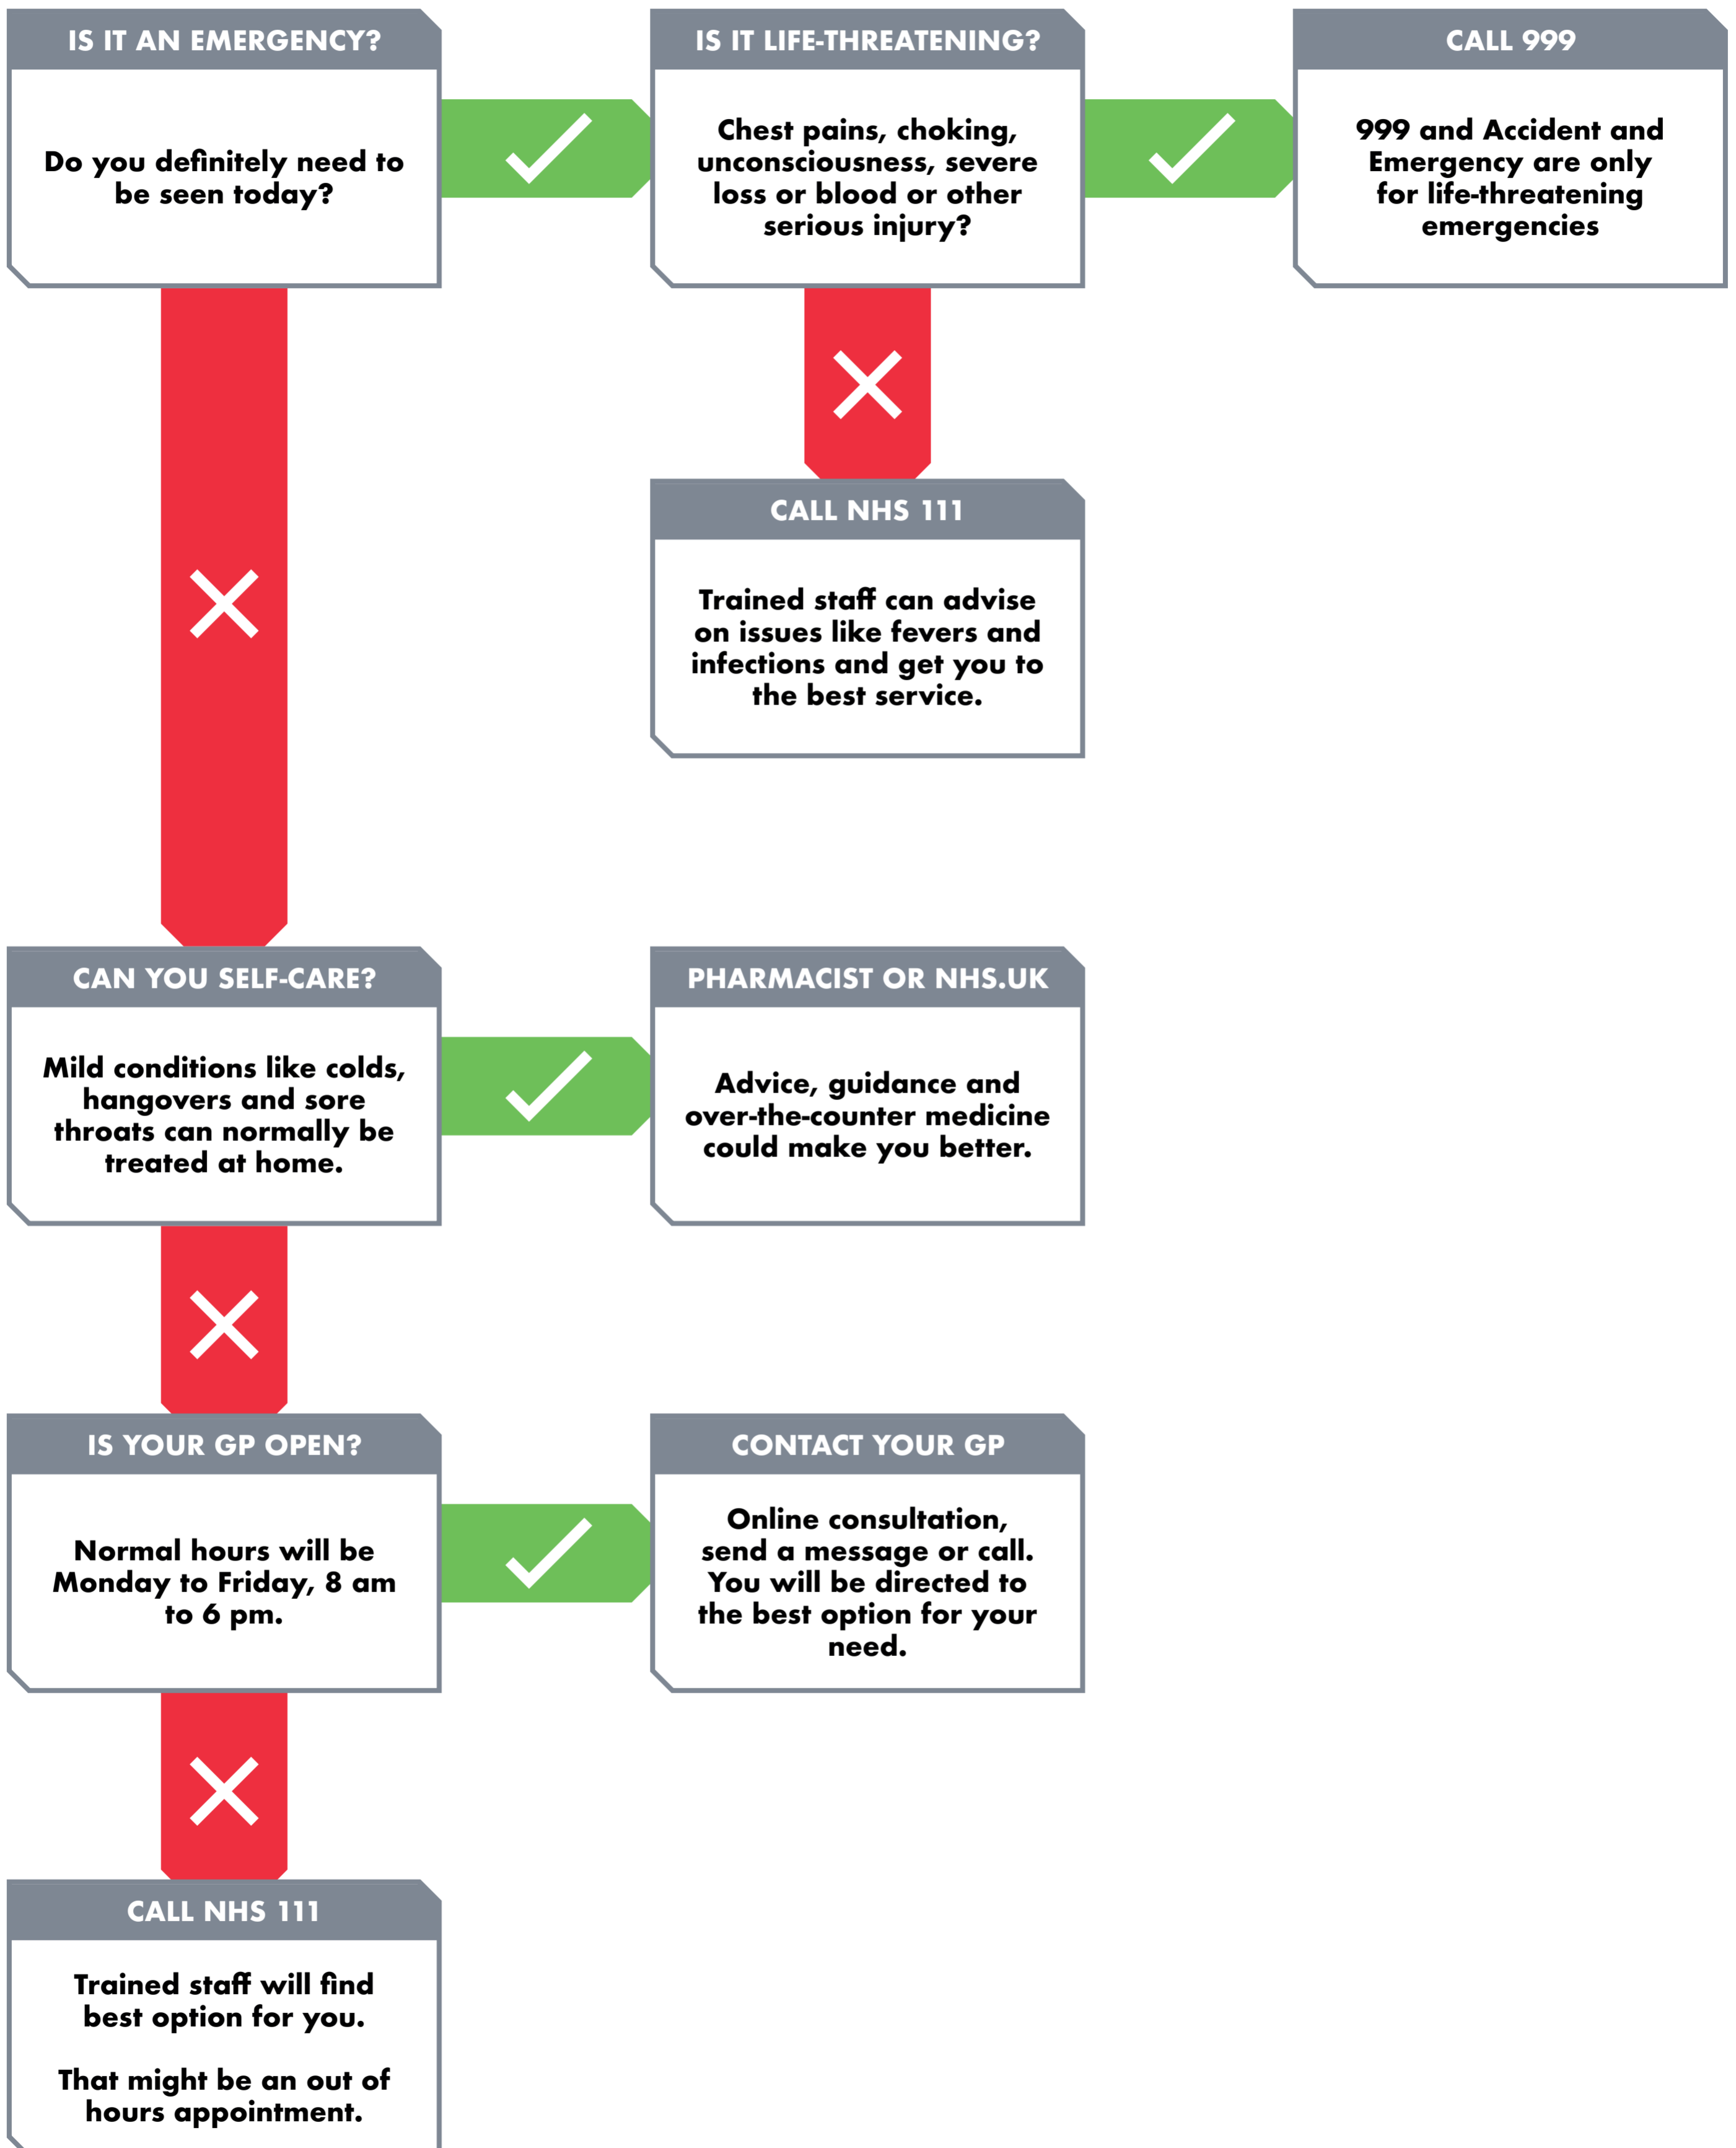 IS IT AN EMERGENCY?
Do you definitely need to
be seen today?
IS IT LIFE-THREATENING?
Chest pains, choking,
unconsciousness, severe
loss or blood or other
serious injury?
CALL 999
999 and Accident and
Emergency are only
for life-threatening
emergencies
CALL NHS 111
Trained staff can advise
on issues like fevers and
infections and get you to
the best service.
CAN YOU SELF-CARE?
Mild conditions like colds,
hangovers and sore
throats can normally be
treated at home.
PHARMACIST OR NHS.UK
Advice, guidance and
over-the-counter medicine
could make you better.
IS YOUR GP OPEN?
Normal hours will be
Monday to Friday, 8 am
to 6 pm.
CONTACT YOUR GP
Online consultation,
send a message or call.
You will be directed to
the best option for your
need.
CALL NHS 111
Trained staff will find
best option for you.
That might be an out of
hours appointment.